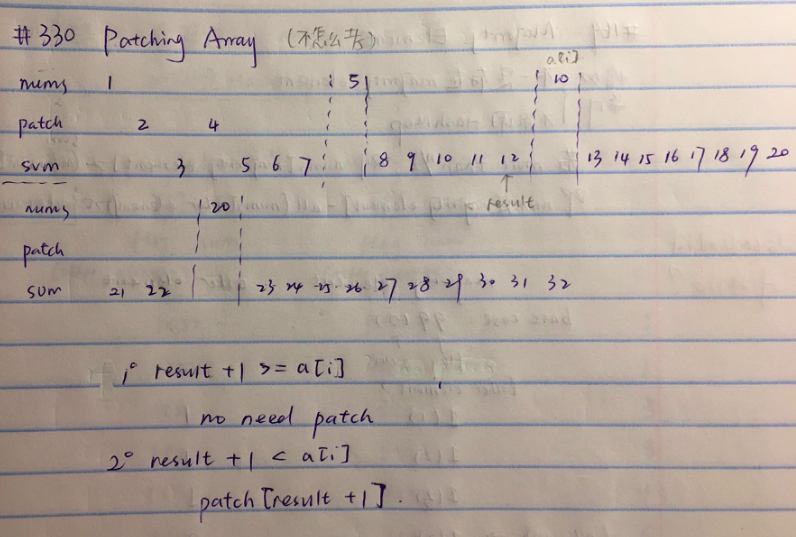 #330 Patching Array (不怎么考)
a[i]
nums 1 5 10
patch 2 4
sum 3 5 6 7 8 9 10 11 12 13 14 15 16 17 18 19 20
↑
result
nums 20
patch
sum 21 22 23 24 25 26 27 28 29 30 31 32
1° result +1 >= a[i]
no need patch
2° result +1 < a[i]
patch [result +1].